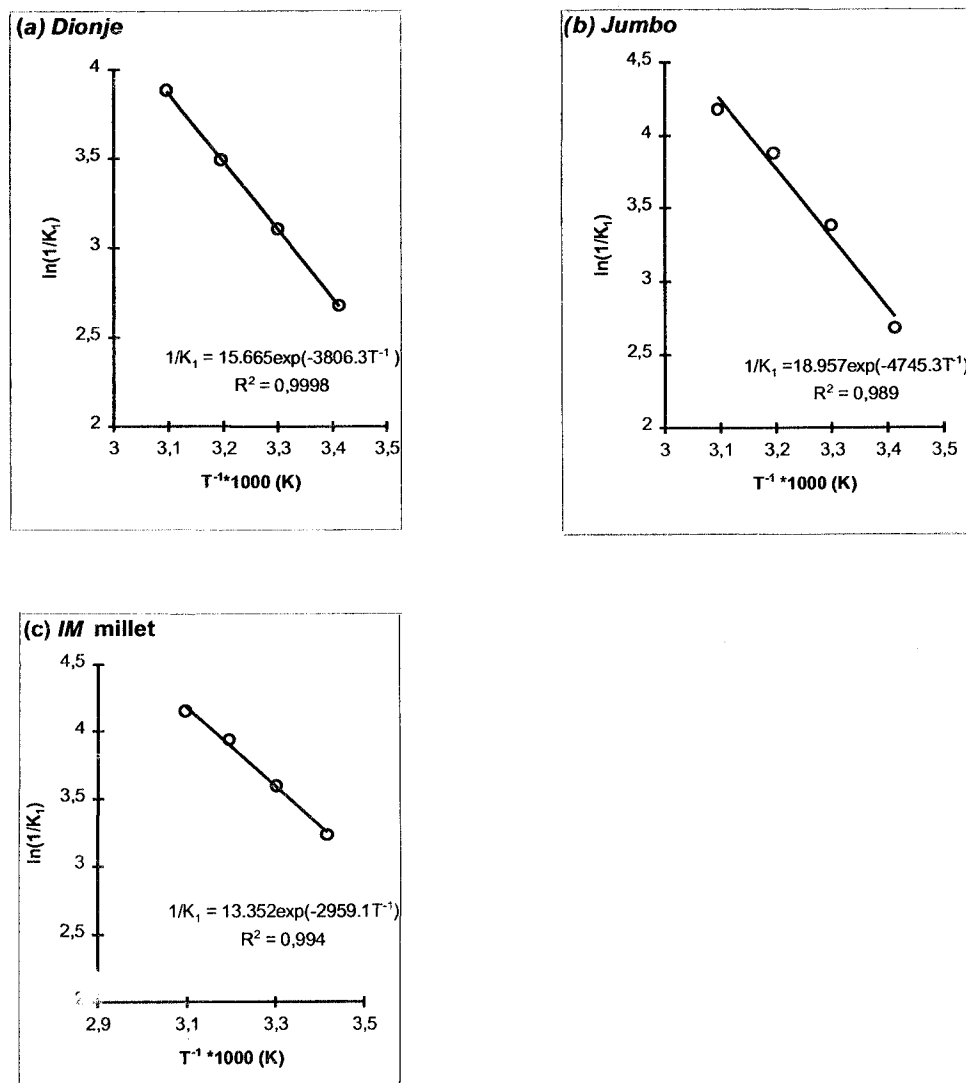 (a) Dionje
4
3,5
3
2,5
2
ln(1/K₁)
1/K₁ = 15.665exp(-3806.3T⁻¹)
R² = 0,9998
3 3,1 3,2 3,3 3,4 3,5
T⁻¹*1000 (K)
(b) Jumbo
4,5
4
3,5
3
2,5
2
ln(1/K₁)
1/K₁ =18.957exp(-4745.3T⁻¹)
R² = 0,989
3 3,1 3,2 3,3 3,4 3,5
T⁻¹ *1000 (K)
(c) IM millet
4,5
4
3,5
3
2,5
ln(1/K₁)
1/K₁ = 13.352exp(-2959.1T⁻¹)
R² = 0,994
2,9 3,1 3,3 3,5
T⁻¹ *1000 (K)